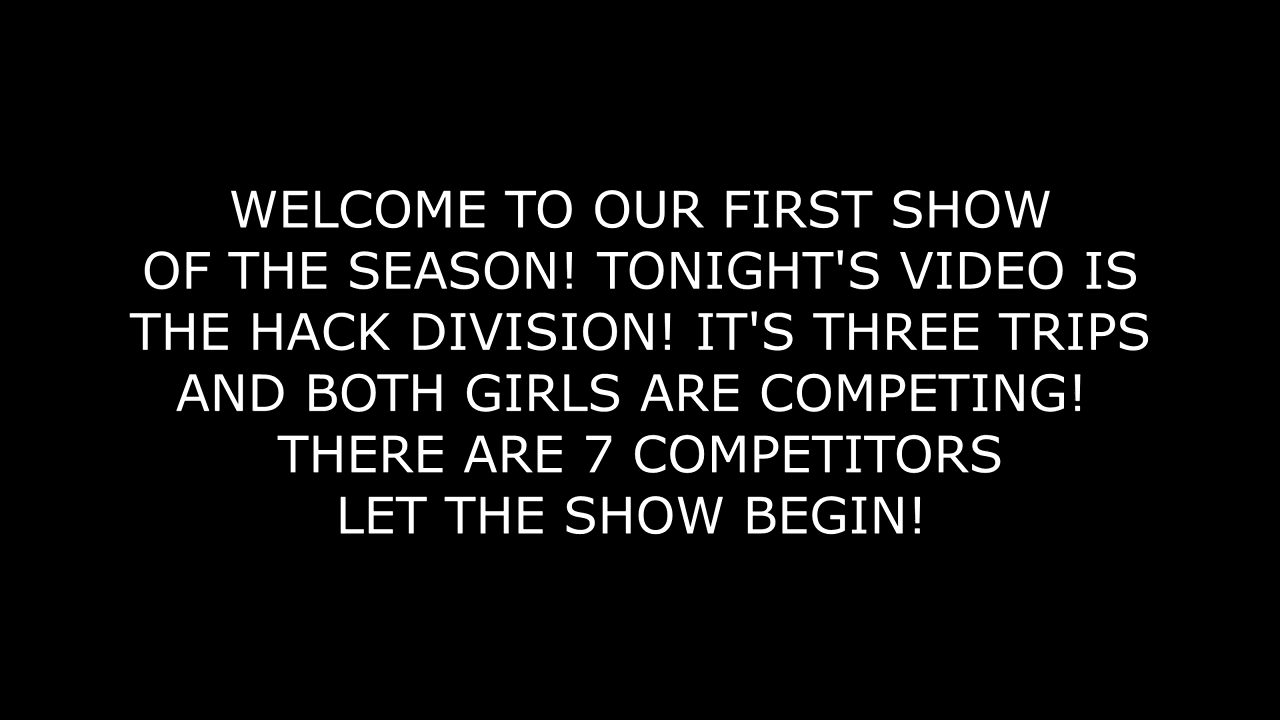 WELCOME TO OUR FIRST SHOW
OF THE SEASON! TONIGHT'S VIDEO IS
THE HACK DIVISION! IT'S THREE TRIPS
AND BOTH GIRLS ARE COMPETING!
THERE ARE 7 COMPETITORS
LET THE SHOW BEGIN!